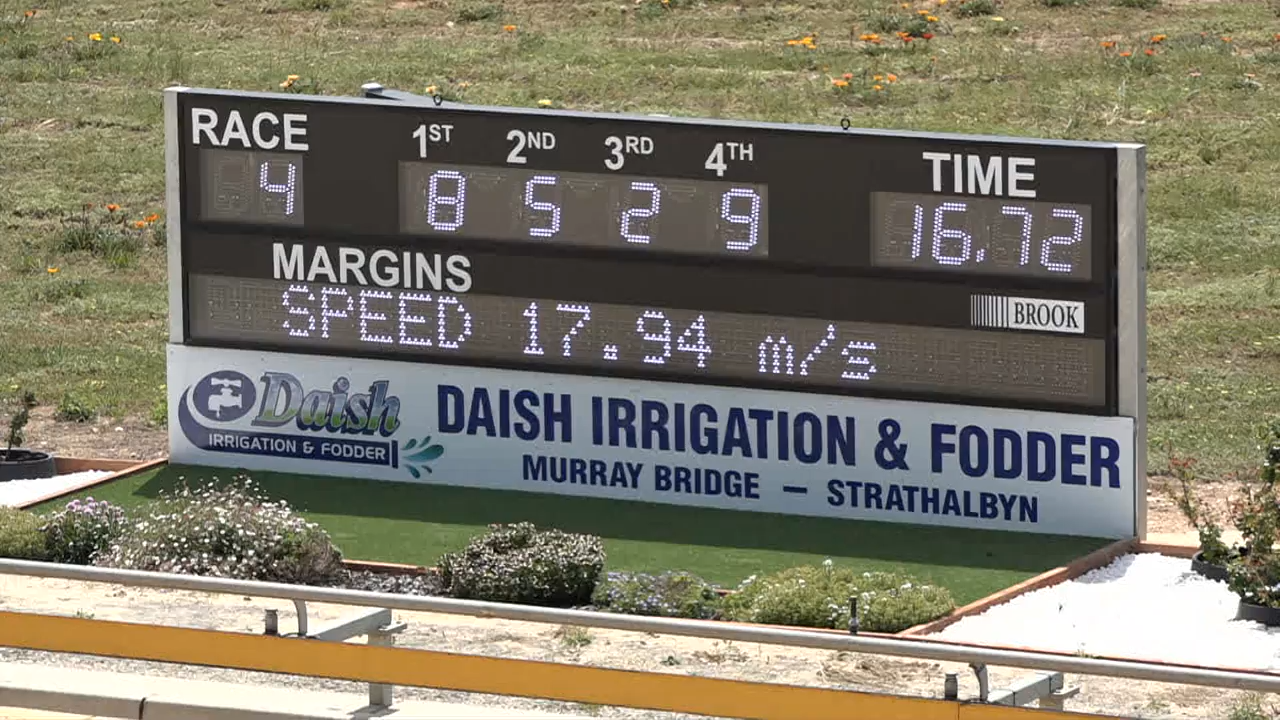 RACE 1ST 2ND 3RD 4TH TIME
4 8 5 2 9 16.72
MARGINS
BROOK
SPEED 17.94 m/s
Daish
IRRIGATION & FODDER
DAISH IRRIGATION & FODDER
MURRAY BRIDGE – STRATHALBYN